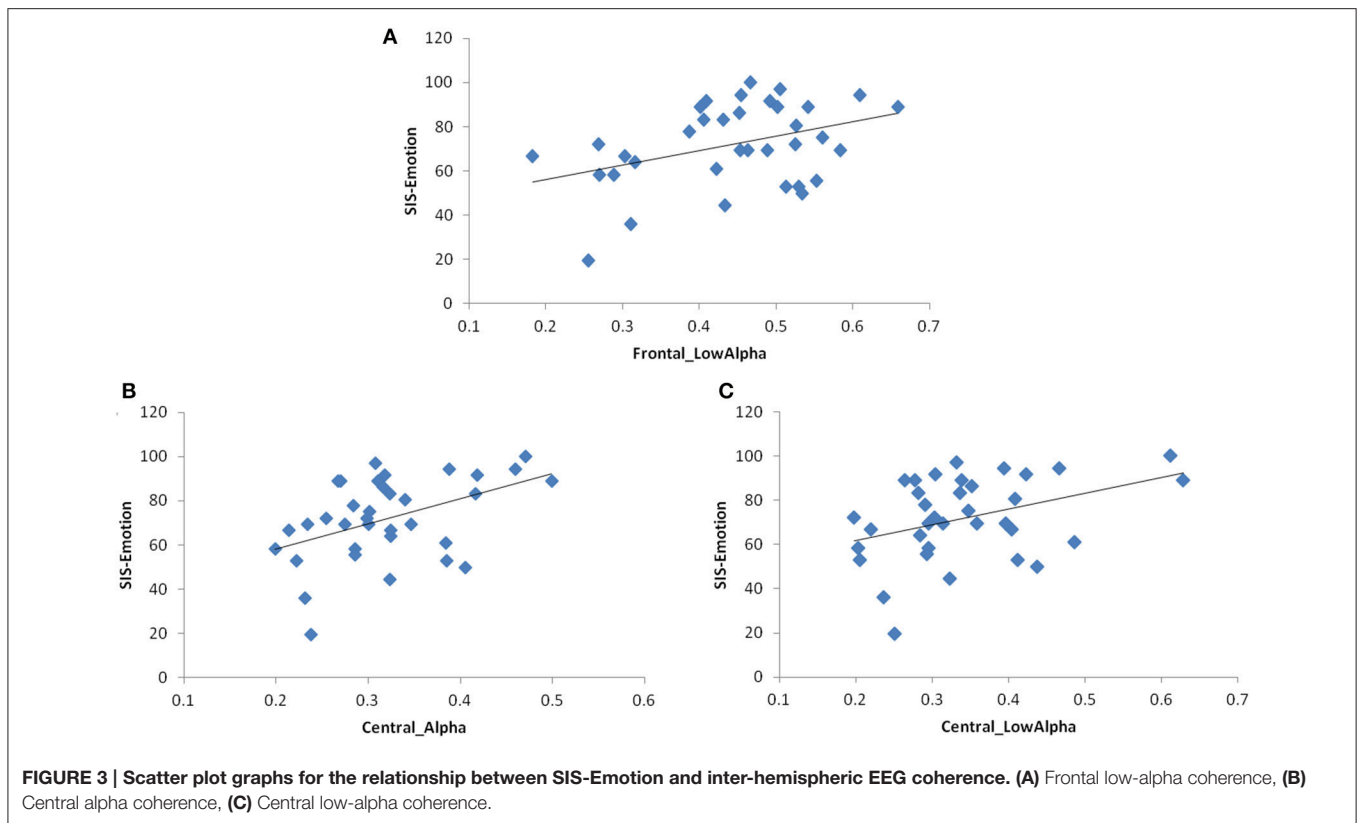 A
120
100
80
60
40
20
0
SIS-Emotion
0.1 0.2 0.3 0.4 0.5 0.6 0.7
Frontal_LowAlpha
B
120
100
80
60
40
20
0
SIS-Emotion
0.1 0.2 0.3 0.4 0.5 0.6
Central_Alpha
C
120
100
80
60
40
20
0
SIS-Emotion
0.1 0.2 0.3 0.4 0.5 0.6 0.7
Central_LowAlpha
FIGURE 3 | Scatter plot graphs for the relationship between SIS-Emotion and inter-hemispheric EEG coherence. (A) Frontal low-alpha coherence, (B)
Central alpha coherence, (C) Central low-alpha coherence.